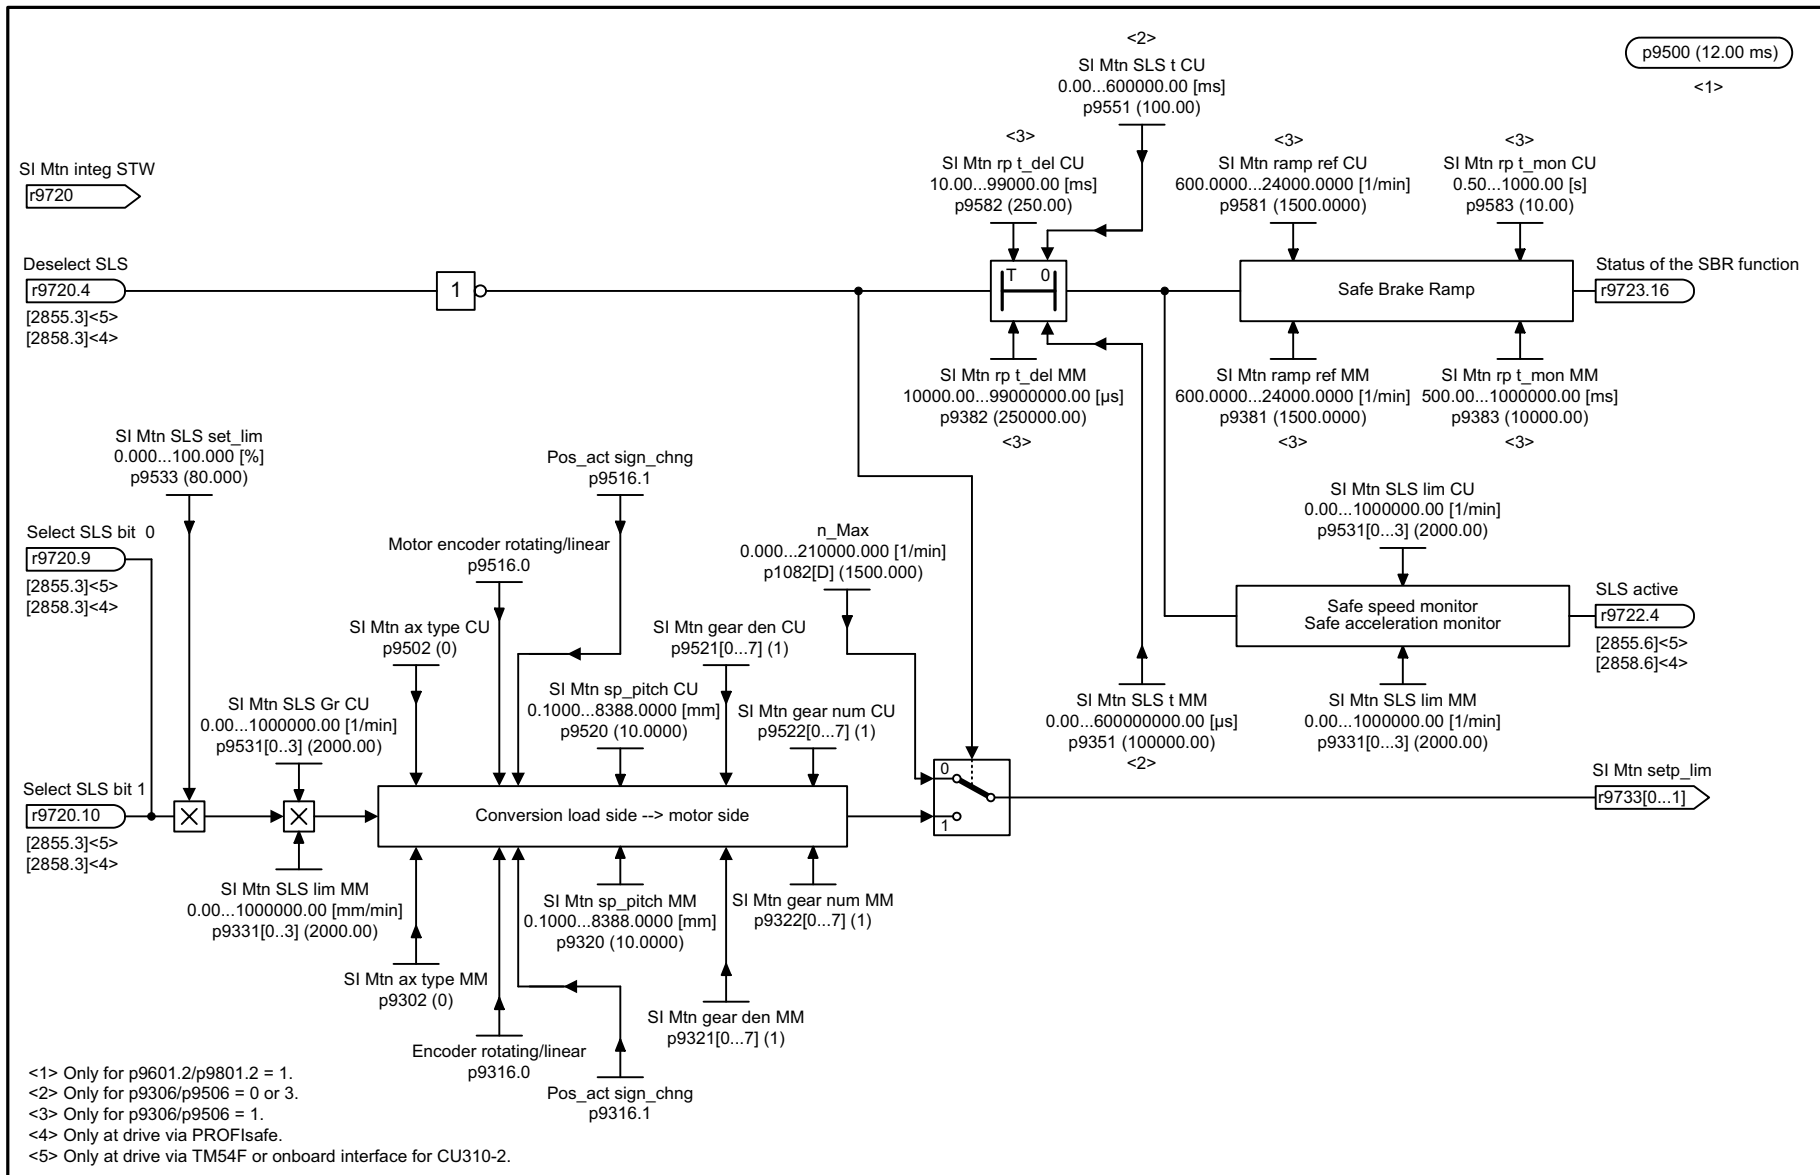 <2>
SI Mtn SLS t CU
0.00...600000.00 [ms]
p9551 (100.00)
p9500 (12.00 ms)
<1>
SI Mtn integ STW
r9720
<3>
SI Mtn rp t_del CU
10.00...99000.00 [ms]
p9582 (250.00)
<3>
SI Mtn ramp ref CU
600.0000...24000.0000 [1/min]
p9581 (1500.0000)
<3>
SI Mtn rp t_mon CU
0.50...1000.00 [s]
p9583 (10.00)
Deselect SLS
r9720.4
[2855.3]<5>
[2858.3]<4>
1
T 0
Safe Brake Ramp
Status of the SBR function
r9723.16
SI Mtn rp t_del MM
10000.00...99000000.00 [µs]
p9382 (250000.00)
<3>
SI Mtn ramp ref MM
600.0000...24000.0000 [1/min]
p9381 (1500.0000)
<3>
SI Mtn rp t_mon MM
500.00...1000000.00 [ms]
p9383 (10000.00)
<3>
SI Mtn SLS set_lim
0.000...100.000 [%]
p9533 (80.000)
Pos_act sign_chng
p9516.1
Select SLS bit 0
r9720.9
[2855.3]<5>
[2858.3]<4>
Motor encoder rotating/linear
p9516.0
n_Max
0.000...210000.000 [1/min]
p1082[D] (1500.000)
SI Mtn SLS lim CU
0.00...1000000.00 [1/min]
p9531[0...3] (2000.00)
Safe speed monitor
Safe acceleration monitor
SLS active
r9722.4
[2855.6]<5>
[2858.6]<4>
SI Mtn ax type CU
p9502 (0)
SI Mtn gear den CU
p9521[0...7] (1)
SI Mtn SLS Gr CU
0.00...1000000.00 [1/min]
p9531[0...3] (2000.00)
SI Mtn sp_pitch CU
0.1000...8388.0000 [mm]
p9520 (10.0000)
SI Mtn gear num CU
p9522[0...7] (1)
SI Mtn SLS t MM
0.00...600000000.00 [µs]
p9351 (100000.00)
<2>
SI Mtn SLS lim MM
0.00...1000000.00 [1/min]
p9331[0...3] (2000.00)
Select SLS bit 1
r9720.10
[2855.3]<5>
[2858.3]<4>
Conversion load side --> motor side
0
1
SI Mtn setp_lim
r9733[0...1]
SI Mtn SLS lim MM
0.00...1000000.00 [mm/min]
p9331[0..3] (2000.00)
SI Mtn sp_pitch MM
0.1000...8388.0000 [mm]
p9320 (10.0000)
SI Mtn gear num MM
p9322[0...7] (1)
SI Mtn ax type MM
p9302 (0)
SI Mtn gear den MM
p9321[0...7] (1)
Encoder rotating/linear
p9316.0
Pos_act sign_chng
p9316.1
<1> Only for p9601.2/p9801.2 = 1.
<2> Only for p9306/p9506 = 0 or 3.
<3> Only for p9306/p9506 = 1.
<4> Only at drive via PROFIsafe.
<5> Only at drive via TM54F or onboard interface for CU310-2.